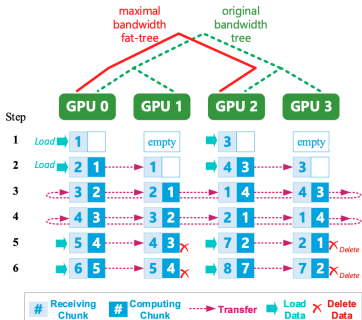 maximal bandwidth fat-tree
original bandwidth tree
GPU 0 GPU 1 GPU 2 GPU 3
Step
1 Load 1 empty 3 empty
2 Load 2 1 1 4 3 3
3 3 2 2 1 1 4 4 3
4 4 3 3 2 2 1 1 4
5 5 4 4 3 7 2 2 1 Delete
6 6 5 5 4 8 7 7 2 Delete
# Receiving Chunk # Computing Chunk Transfer Load Data Delete Data